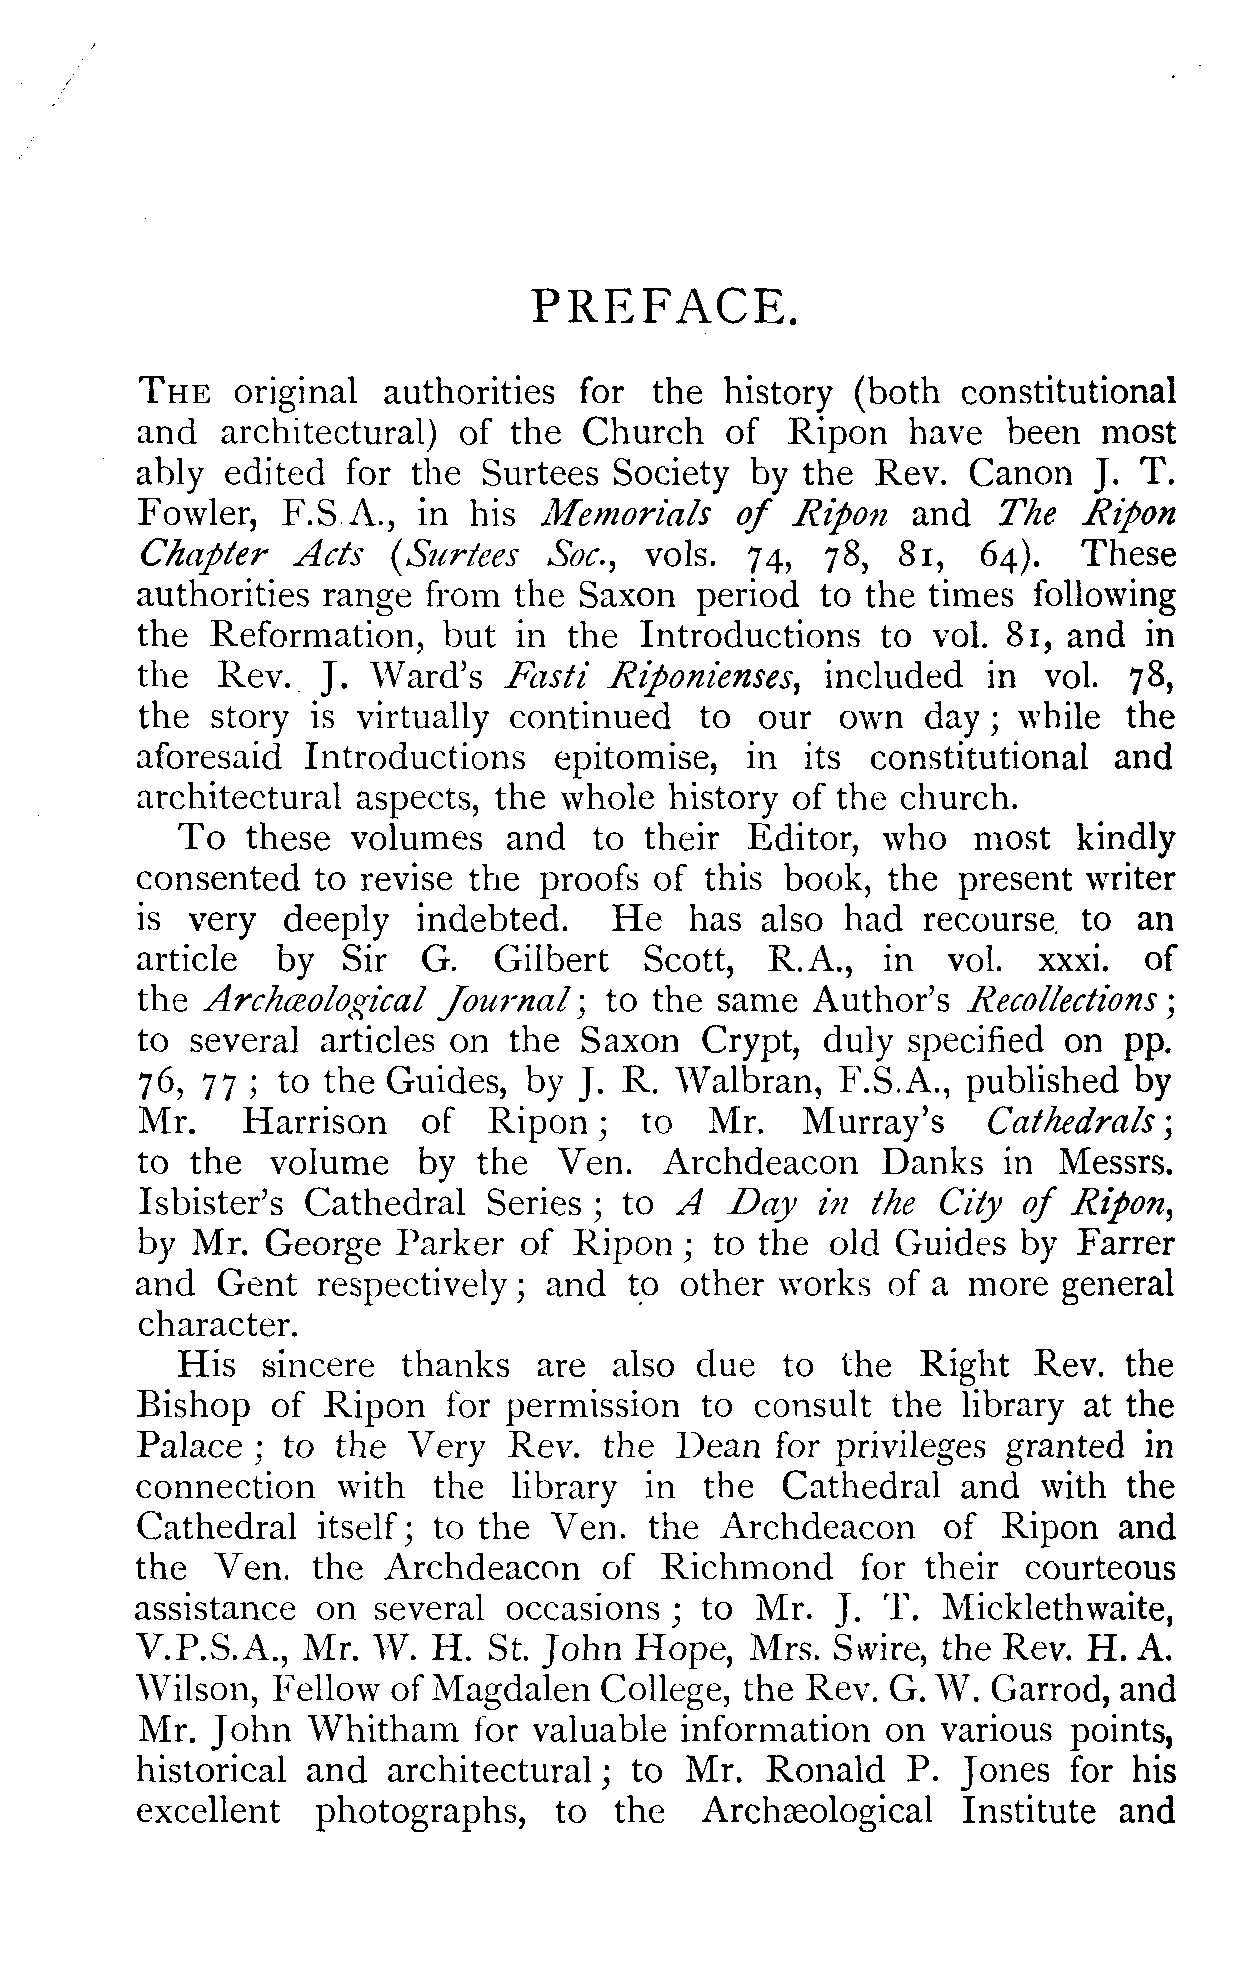 PREFACE.
THE original authorities for the history (both constitutional
and architectural) of the Church of Ripon have been most
ably edited for the Surtees Society by the Rev. Canon J. T.
Fowler, F.S.A., in his Memorials of Ripon and The Ripon
Chapter Acts (Surtees Soc., vols. 74, 78, 81, 64). These
authorities range from the Saxon period to the times following
the Reformation, but in the Introductions to vol. 81, and in
the Rev. J. Ward's Fasti Riponienses, included in vol. 78,
the story is virtually continued to our own day; while the
aforesaid Introductions epitomise, in its constitutional and
architectural aspects, the whole history of the church.
To these volumes and to their Editor, who most kindly
consented to revise the proofs of this book, the present writer
is very deeply indebted. He has also had recourse to an
article by Sir G. Gilbert Scott, R.A., in vol. xxxi. of
the Archæological Journal; to the same Author's Recollections;
to several articles on the Saxon Crypt, duly specified on pp.
76, 77; to the Guides, by J. R. Walbran, F.S.A., published by
Mr. Harrison of Ripon; to Mr. Murray's Cathedrals;
to the volume by the Ven. Archdeacon Danks in Messrs.
Isbister's Cathedral Series; to A Day in the City of Ripon,
by Mr. George Parker of Ripon; to the old Guides by Farrer
and Gent respectively; and to other works of a more general
character.
His sincere thanks are also due to the Right Rev. the
Bishop of Ripon for permission to consult the library at the
Palace; to the Very Rev. the Dean for privileges granted in
connection with the library in the Cathedral and with the
Cathedral itself; to the Ven. the Archdeacon of Ripon and
the Ven. the Archdeacon of Richmond for their courteous
assistance on several occasions; to Mr. J. T. Micklethwaite,
V.P.S.A., Mr. W. H. St. John Hope, Mrs. Swire, the Rev. H. A.
Wilson, Fellow of Magdalen College, the Rev. G. W. Garrod, and
Mr. John Whitham for valuable information on various points,
historical and architectural; to Mr. Ronald P. Jones for his
excellent photographs, to the Archæological Institute and